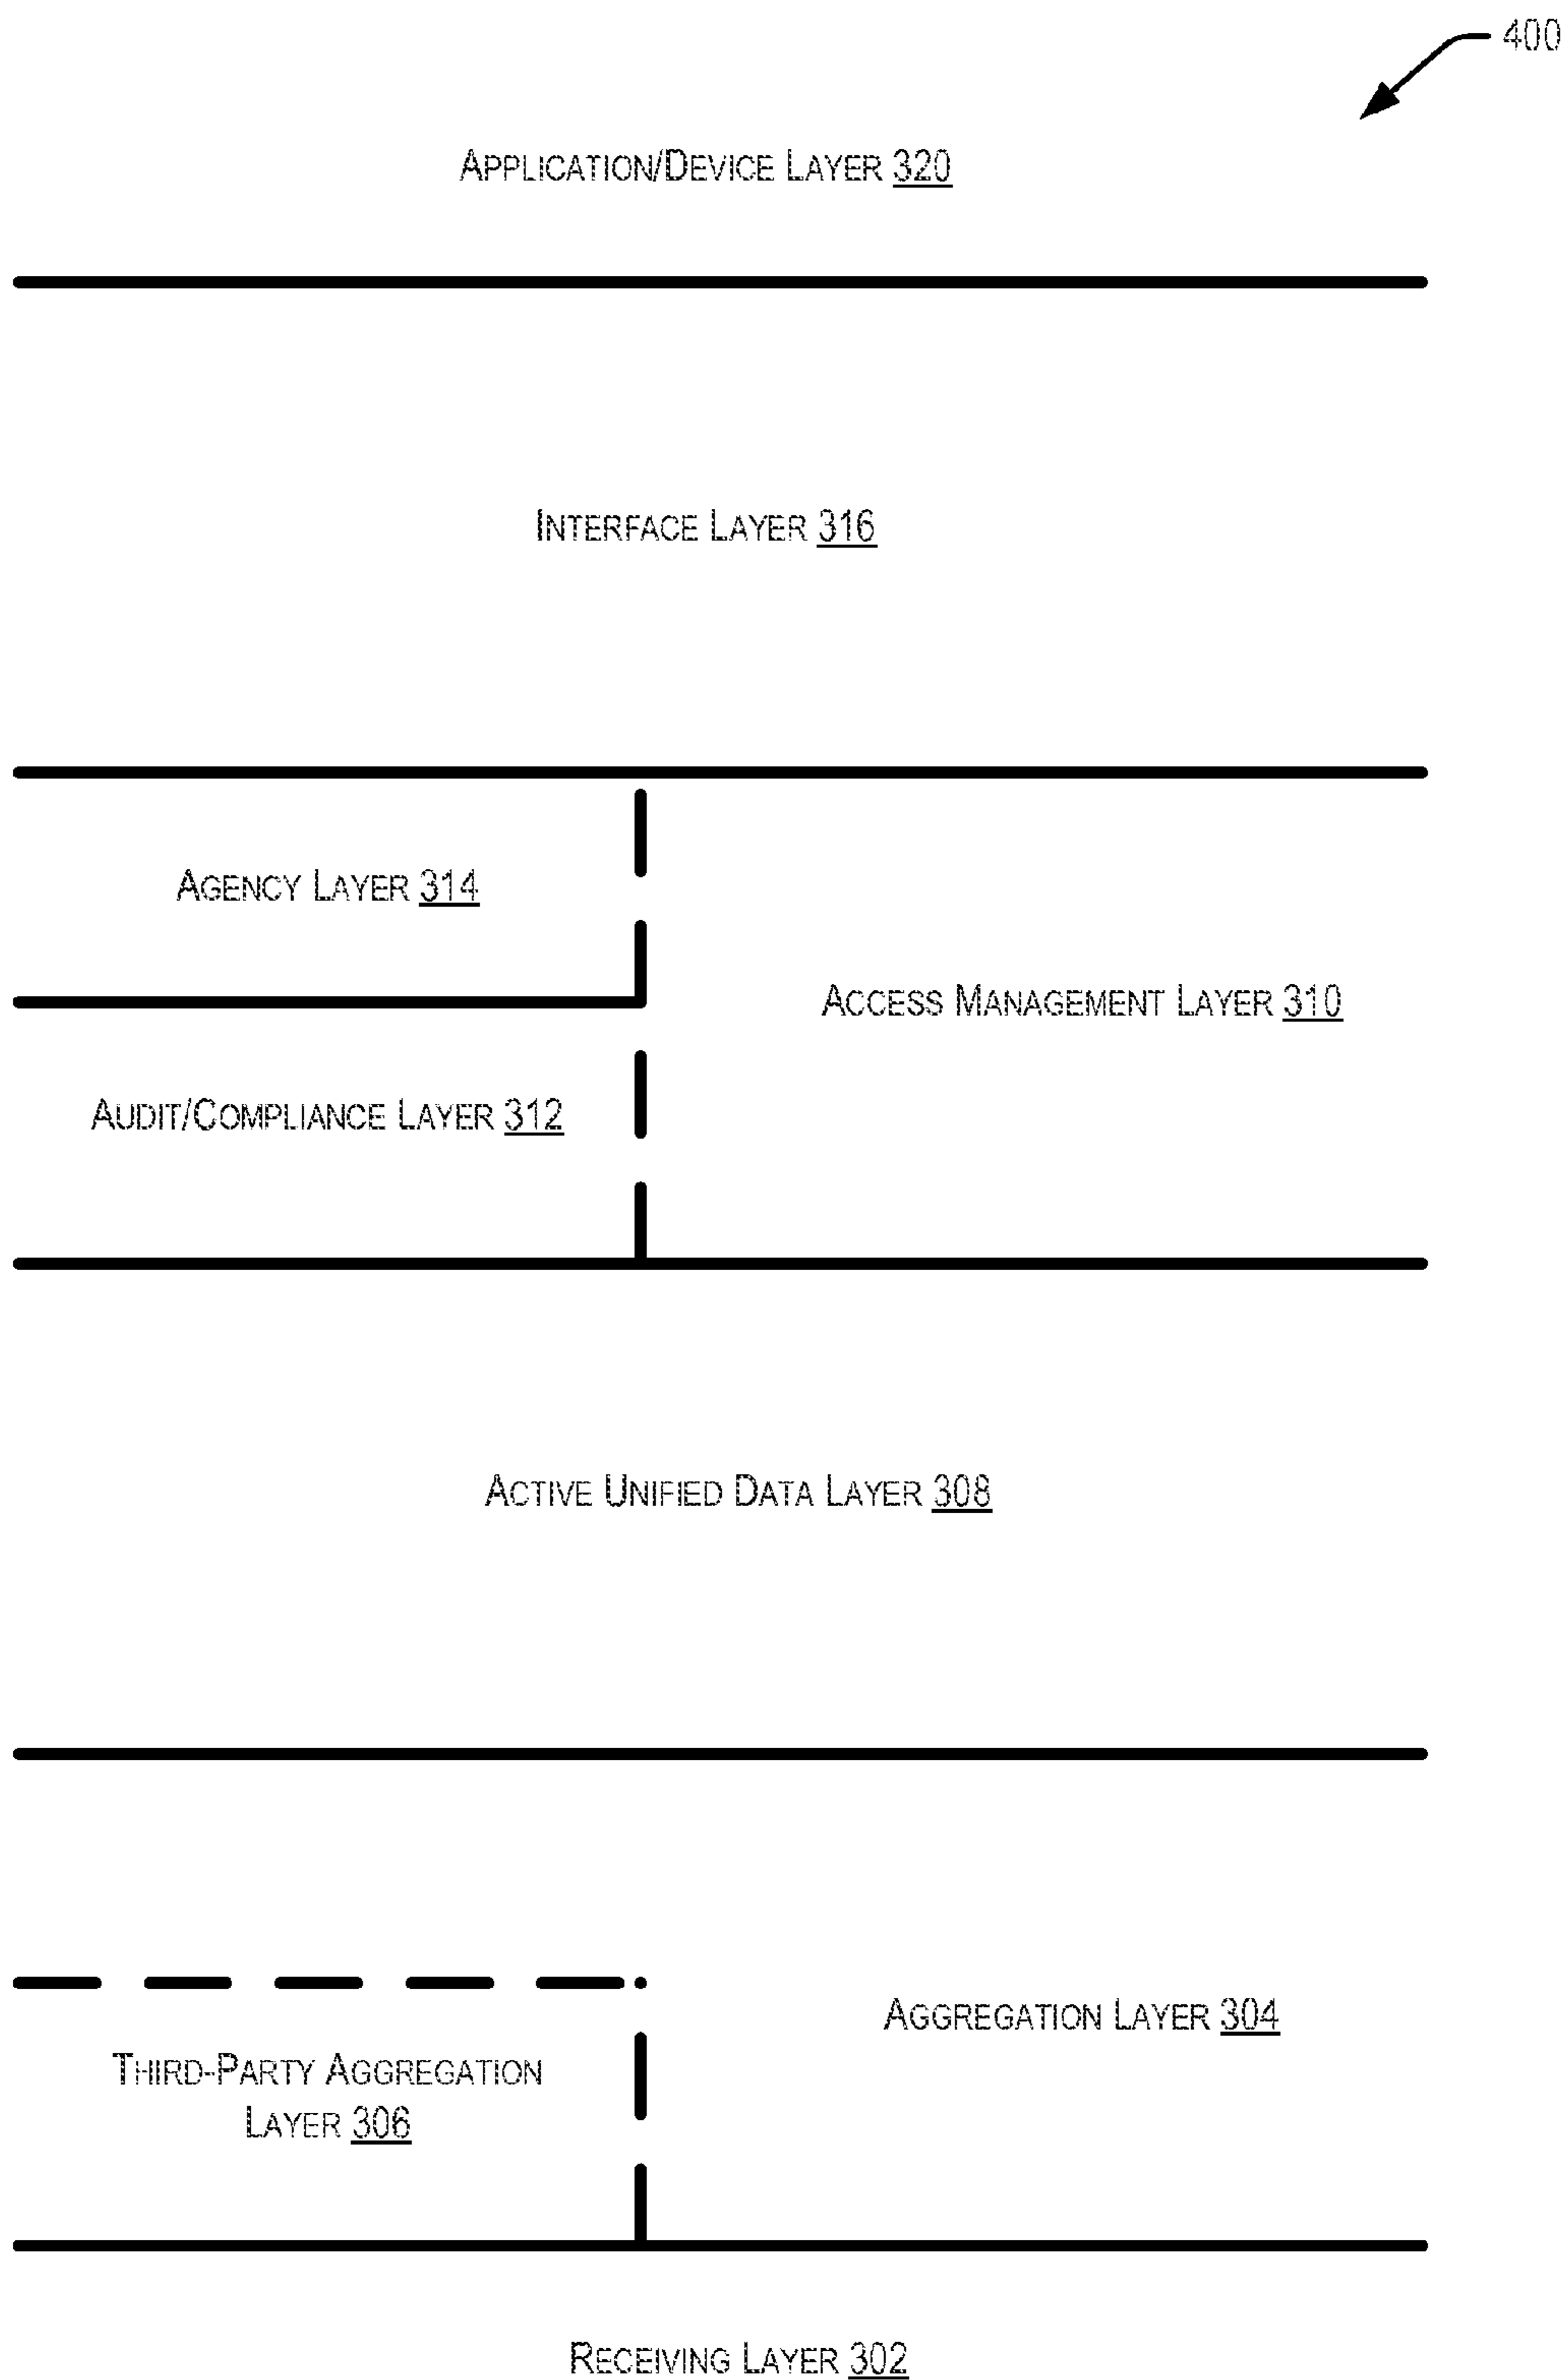 400
APPLICATION/DEVICE LAYER 320
INTERFACE LAYER 316
AGENCY LAYER 314
ACCESS MANAGEMENT LAYER 310
AUDIT/COMPLIANCE LAYER 312
ACTIVE UNIFIED DATA LAYER 308
AGGREGATION LAYER 304
THIRD-PARTY AGGREGATION
LAYER 306
RECEIVING LAYER 302